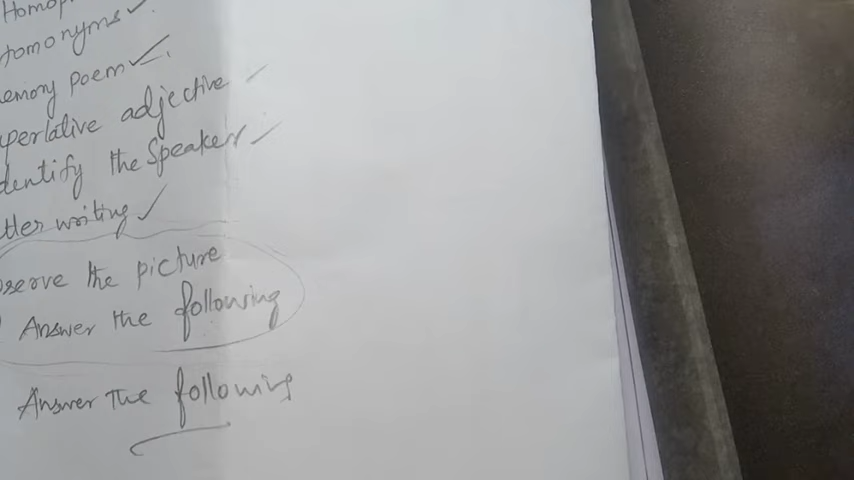 Homop
tomonyms
emory poem
perlative adjective
dentify the Speaker
tter writing
serve the picture
Answer the following
Answer The following